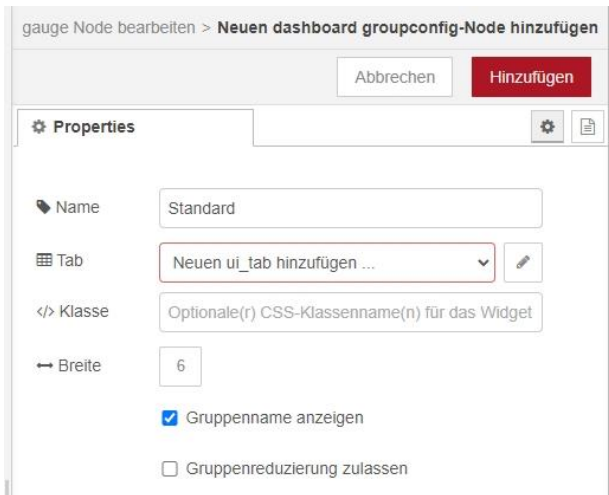 gauge Node bearbeiten > Neuen dashboard groupconfig-Node hinzufügen
Abbrechen Hinzufügen
Properties
Name Standard
Tab Neuen ui_tab hinzufügen ...
</> Klasse Optionale(r) CSS-Klassenname(n) für das Widget
Breite 6
Gruppenname anzeigen
Gruppenreduzierung zulassen